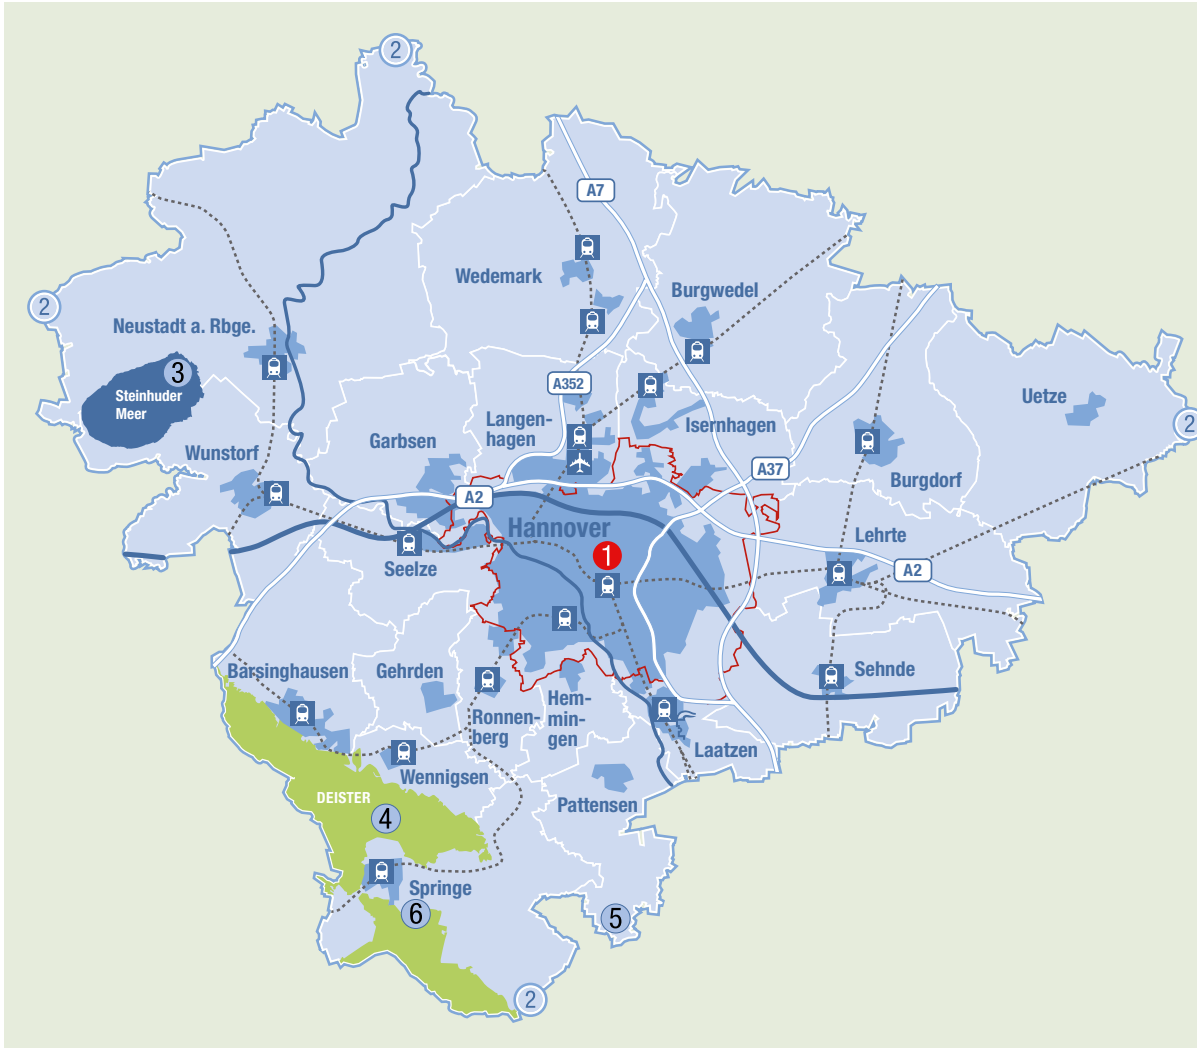 2
A7
Wedemark
Burgwedel
2
Neustadt a. Rbge.
3
Steinhuder
Meer
A352
Uetze
Langen-
hagen
Isernhagen
2
Garbsen
Wunstorf
A37
Burgdorf
A2
Hannover
Lehrte
1
A2
Seelze
Barsinghausen
Gehrden
Sehnde
Hem-
min-
gen
Ronnen-
berg
Laatzen
Wennigsen
DEISTER
Pattensen
4
Springe
6
5
2